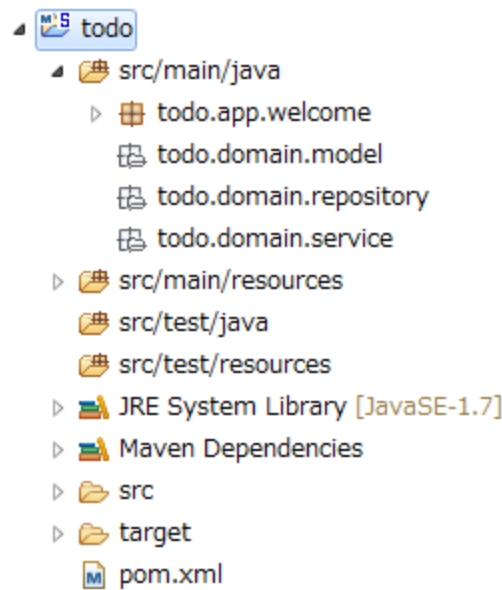 todo
src/main/java
todo.app.welcome
todo.domain.model
todo.domain.repository
todo.domain.service
src/main/resources
src/test/java
src/test/resources
JRE System Library [JavaSE-1.7]
Maven Dependencies
src
target
pom.xml